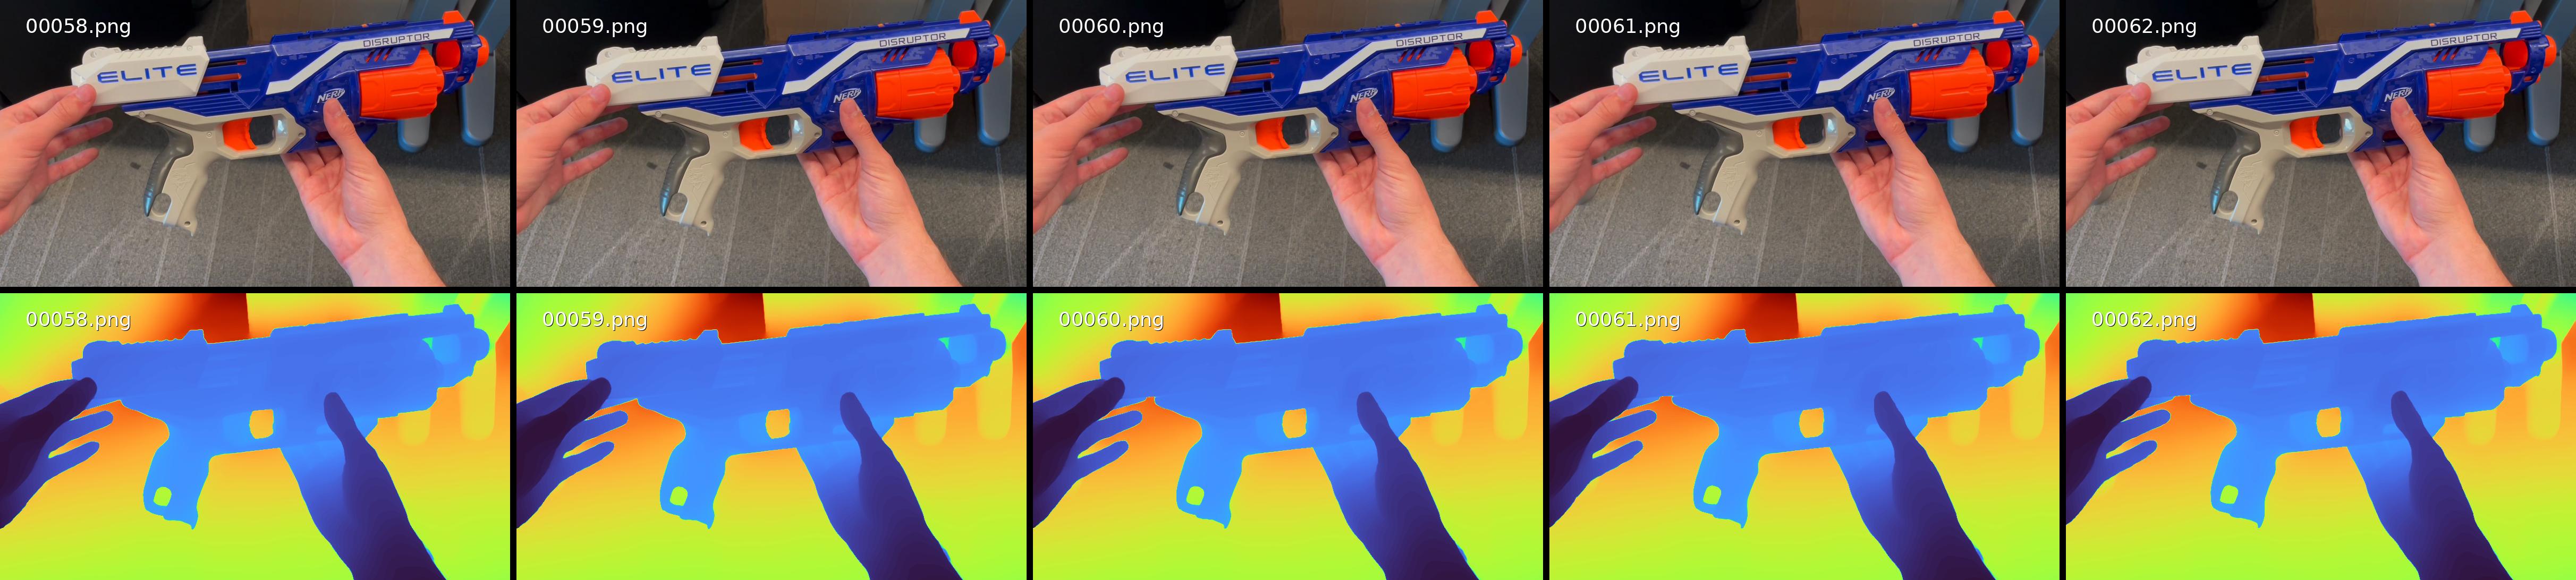 00058.png
DISRUPTOR
ELITE
NERF
00059.png
DISRUPTOR
ELITE
NERF
00060.png
DISRUPTOR
ELITE
NERF
00061.png
DISRUPTOR
ELITE
NERF
00062.png
DISRUPTOR
ELITE
NERF
00058.png
00059.png
00060.png
00061.png
00062.png